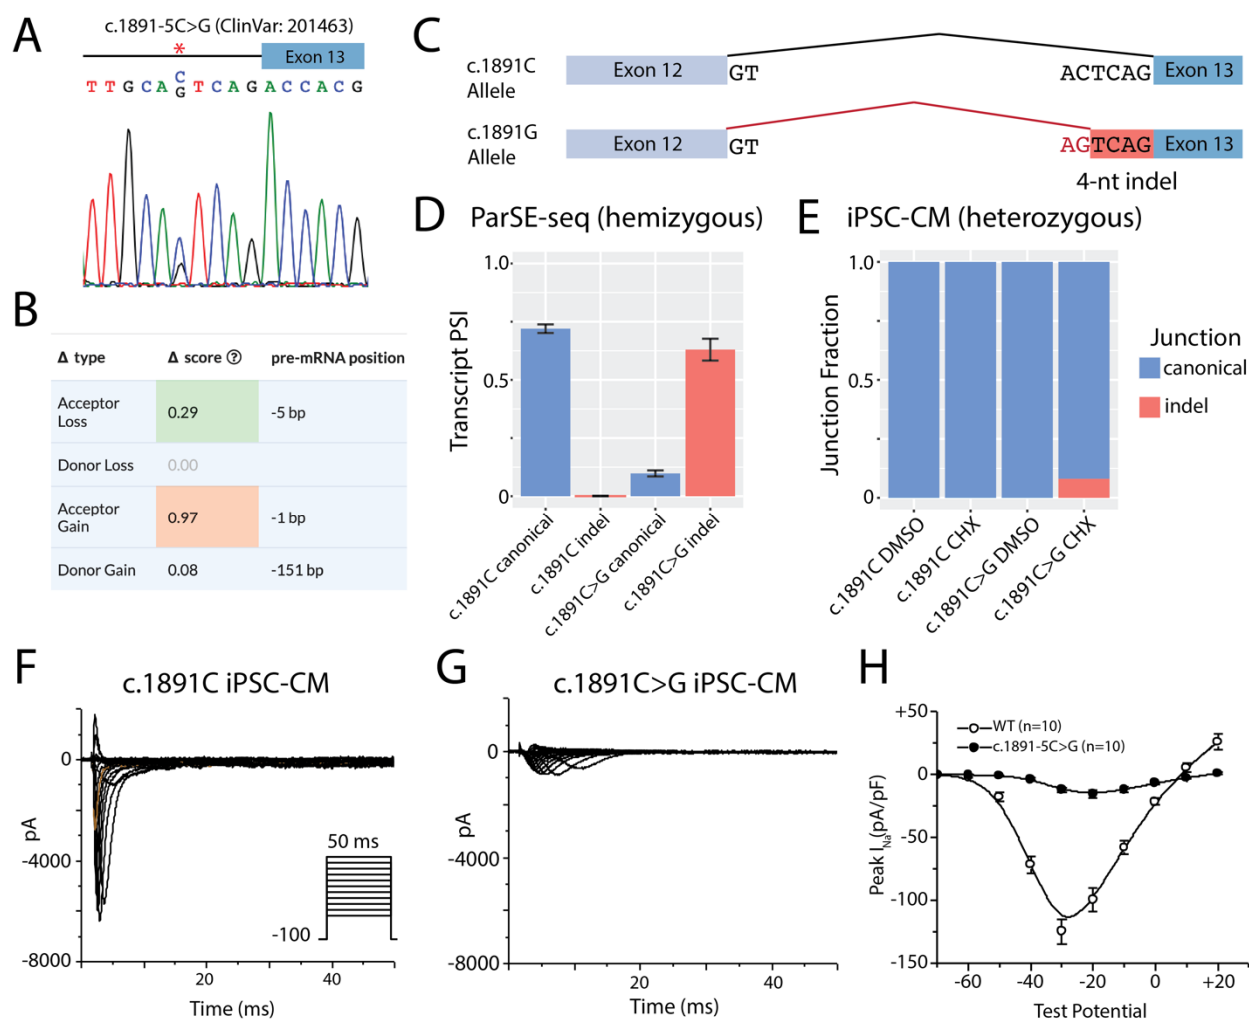 A
c.1891-5C>G (ClinVar: 201463)
*
Exon 13
T T G C A C T C A G A C C A C G
G
B
Δ type Δ score ? pre-mRNA position
Acceptor Loss 0.29 -5 bp
Donor Loss 0.00
Acceptor Gain 0.97 -1 bp
Donor Gain 0.08 -151 bp
C
c.1891C Allele
Exon 12 GT ACTCAG Exon 13
c.1891G Allele
Exon 12 GT AGTCAG Exon 13
4-nt indel
D
ParSE-seq (hemizygous)
Transcript PSI
1.0
0.5
0
c.1891C canonical
c.1891C indel
c.1891C>G canonical
c.1891C>G indel
E
iPSC-CM (heterozygous)
Junction Fraction
1.0
0.5
0
c.1891C DMSO
c.1891C CHX
c.1891C>G DMSO
c.1891C>G CHX
Junction
canonical
indel
F
c.1891C iPSC-CM
pA
0
-4000
-8000
50 ms
-100
20 40
Time (ms)
G
c.1891C>G iPSC-CM
pA
0
-4000
-8000
20 40
Time (ms)
H
Peak INa(pA/pF)
+50
0
-50
-100
-150
WT (n=10)
c.1891-5C>G (n=10)
-60 -40 -20 0 +20
Test Potential